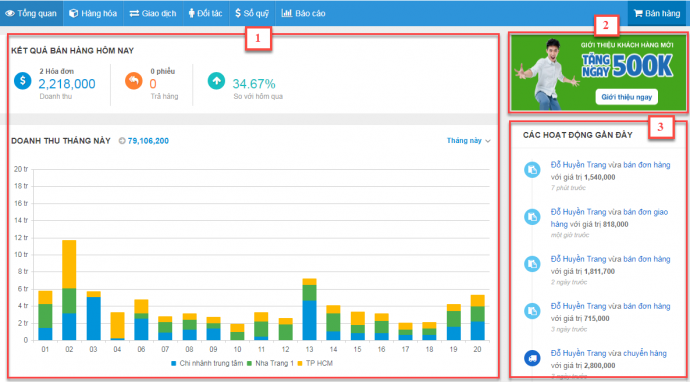 Tổng quan
Hàng hóa
Giao dịch
Đối tác
Sổ quỹ
Báo cáo
Bán hàng
1
KẾT QUẢ BÁN HÀNG HÔM NAY
2 Hóa đơn
2,218,000
Doanh thu
0 phiếu
0
Trả hàng
34.67%
So với hôm qua
DOANH THU THÁNG NÀY 79,106,200
Tháng này
20 tr
18 tr
16 tr
14 tr
12 tr
10 tr
8 tr
6 tr
4 tr
2 tr
0
01 02 03 04 06 07 08 09 10 11 12 13 14 15 16 17 18 19 20
Chi nhánh trung tâm Nha Trang 1 TP HCM
2
GIỚI THIỆU KHÁCH HÀNG MỚI
TẶNG
NGAY 500K
Giới thiệu ngay
3
CÁC HOẠT ĐỘNG GẦN ĐÂY
Đỗ Huyền Trang vừa bán đơn hàng
với giá trị 1,540,000
7 phút trước
Đỗ Huyền Trang vừa bán đơn giao
hàng với giá trị 818,000
một giờ trước
Đỗ Huyền Trang vừa bán đơn hàng
với giá trị 1,811,700
2 ngày trước
Đỗ Huyền Trang vừa bán đơn hàng
với giá trị 715,000
3 ngày trước
Đỗ Huyền Trang vừa chuyển hàng
với giá trị 2,800,000
ngày trước